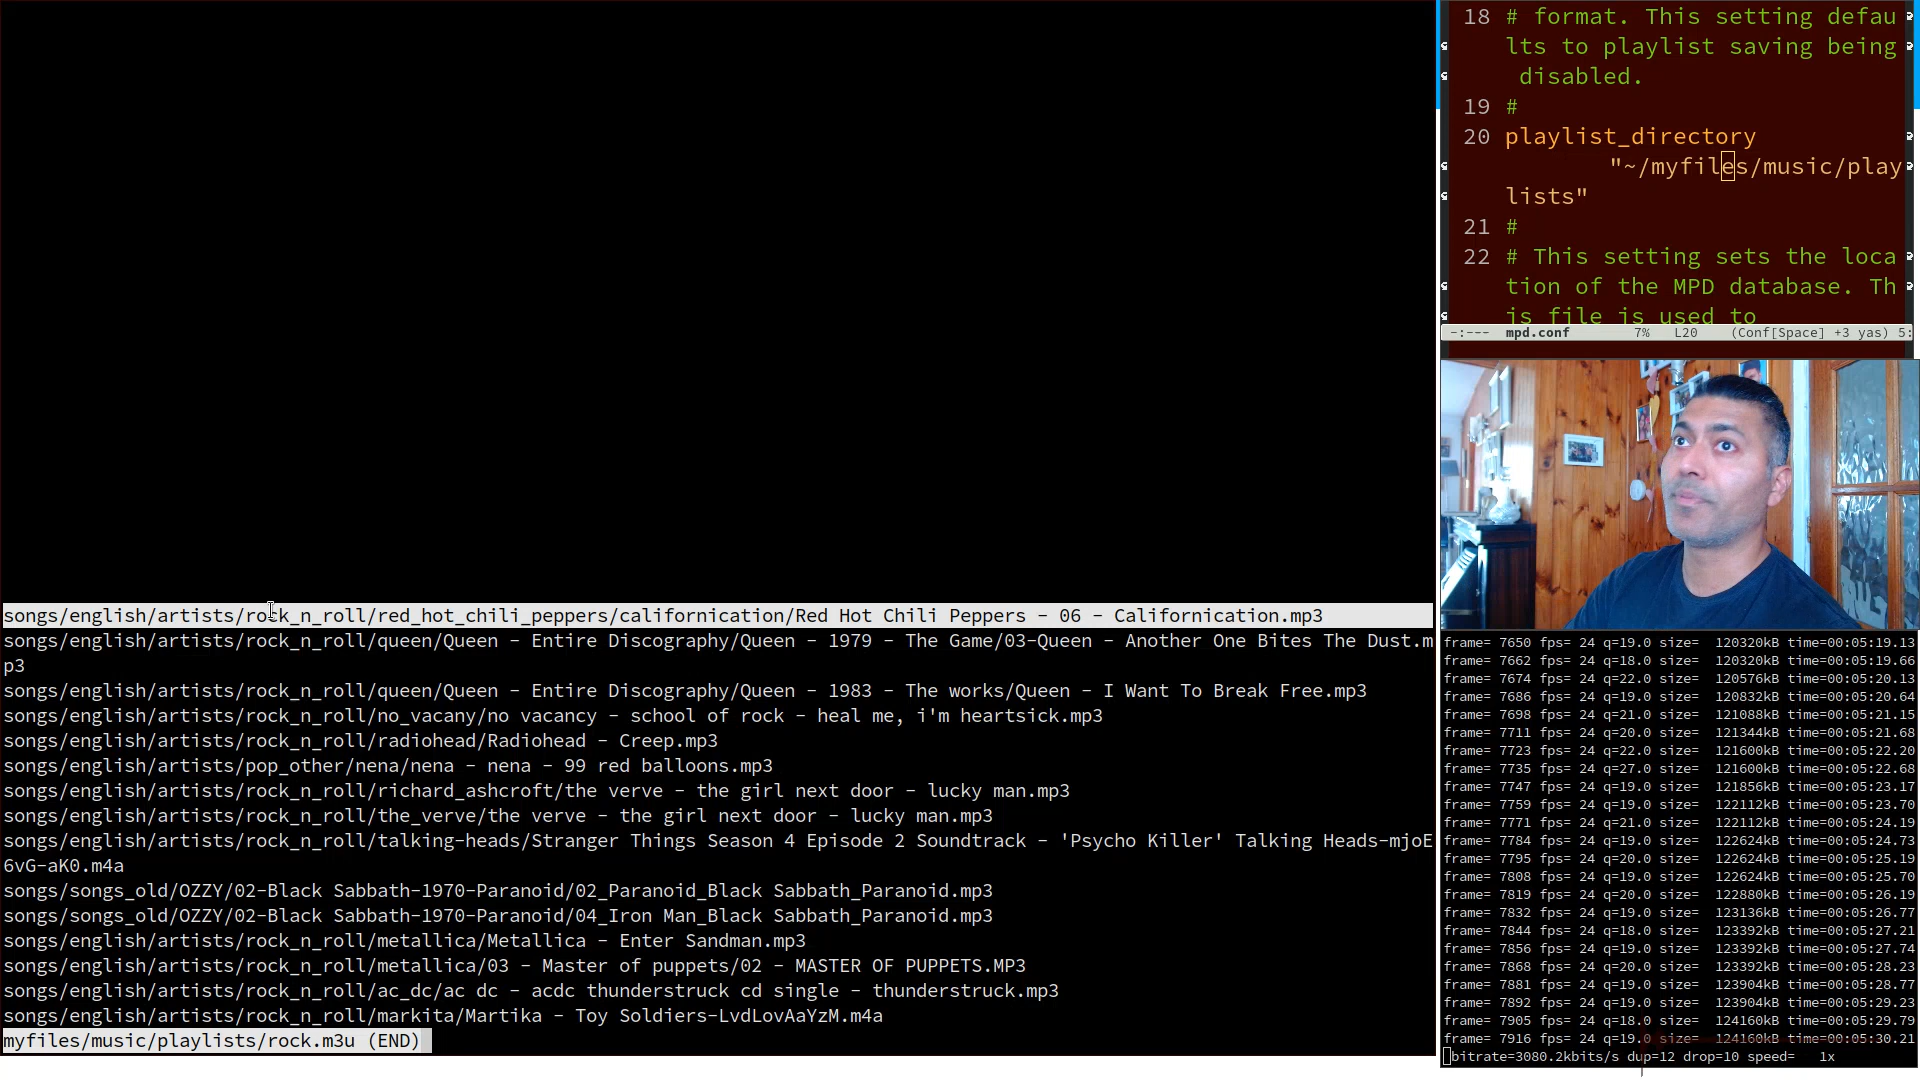 songs/english/artists/rock_n_roll/red_hot_chili_peppers/californication/Red Hot Chili Peppers - 06 - Californication.mp3
songs/english/artists/rock_n_roll/queen/Queen - Entire Discography/Queen - 1979 - The Game/03-Queen - Another One Bites The Dust.m
p3
songs/english/artists/rock_n_roll/queen/Queen - Entire Discography/Queen - 1983 - The works/Queen - I Want To Break Free.mp3
songs/english/artists/rock_n_roll/no_vacany/no vacancy - school of rock - heal me, i'm heartsick.mp3
songs/english/artists/rock_n_roll/radiohead/Radiohead - Creep.mp3
songs/english/artists/pop_other/nena/nena - nena - 99 red balloons.mp3
songs/english/artists/rock_n_roll/richard_ashcroft/the verve - the girl next door - lucky man.mp3
songs/english/artists/rock_n_roll/the_verve/the verve - the girl next door - lucky man.mp3
songs/english/artists/rock_n_roll/talking-heads/Stranger Things Season 4 Episode 2 Soundtrack - 'Psycho Killer' Talking Heads-mjoE
6vG-aK0.m4a
songs/songs_old/OZZY/02-Black Sabbath-1970-Paranoid/02_Paranoid_Black Sabbath_Paranoid.mp3
songs/songs_old/OZZY/02-Black Sabbath-1970-Paranoid/04_Iron Man_Black Sabbath_Paranoid.mp3
songs/english/artists/rock_n_roll/metallica/Metallica - Enter Sandman.mp3
songs/english/artists/rock_n_roll/metallica/03 - Master of puppets/02 - MASTER OF PUPPETS.MP3
songs/english/artists/rock_n_roll/ac_dc/ac dc - acdc thunderstruck cd single - thunderstruck.mp3
songs/english/artists/rock_n_roll/markita/Martika - Toy Soldiers-LvdLovAaYzM.m4a
myfiles/music/playlists/rock.m3u (END)
18 # format. This setting defau
lts to playlist saving being
disabled.
19 #
20 playlist_directory
"~/myfiles/music/play
lists"
21 #
22 # This setting sets the loca
tion of the MPD database. Th
is file is used to
-:--- mpd.conf 7% L20 (Conf[Space] +3 yas) 5:
frame= 7650 fps= 24 q=19.0 size= 120320kB time=00:05:19.13
frame= 7662 fps= 24 q=18.0 size= 120320kB time=00:05:19.66
frame= 7674 fps= 24 q=22.0 size= 120576kB time=00:05:20.13
frame= 7686 fps= 24 q=19.0 size= 120832kB time=00:05:20.64
frame= 7698 fps= 24 q=21.0 size= 121088kB time=00:05:21.15
frame= 7711 fps= 24 q=20.0 size= 121344kB time=00:05:21.68
frame= 7723 fps= 24 q=22.0 size= 121600kB time=00:05:22.20
frame= 7735 fps= 24 q=27.0 size= 121600kB time=00:05:22.68
frame= 7747 fps= 24 q=19.0 size= 121856kB time=00:05:23.17
frame= 7759 fps= 24 q=19.0 size= 122112kB time=00:05:23.70
frame= 7771 fps= 24 q=21.0 size= 122112kB time=00:05:24.19
frame= 7784 fps= 24 q=19.0 size= 122624kB time=00:05:24.73
frame= 7795 fps= 24 q=20.0 size= 122624kB time=00:05:25.19
frame= 7808 fps= 24 q=19.0 size= 122624kB time=00:05:25.70
frame= 7819 fps= 24 q=20.0 size= 122880kB time=00:05:26.19
frame= 7832 fps= 24 q=19.0 size= 123136kB time=00:05:26.77
frame= 7844 fps= 24 q=18.0 size= 123392kB time=00:05:27.21
frame= 7856 fps= 24 q=19.0 size= 123392kB time=00:05:27.74
frame= 7868 fps= 24 q=20.0 size= 123392kB time=00:05:28.23
frame= 7881 fps= 24 q=19.0 size= 123904kB time=00:05:28.77
frame= 7892 fps= 24 q=19.0 size= 123904kB time=00:05:29.23
frame= 7905 fps= 24 q=18.0 size= 124160kB time=00:05:29.79
frame= 7916 fps= 24 q=19.0 size= 124160kB time=00:05:30.21
bitrate=3080.2kbits/s dup=12 drop=10 speed= 1x